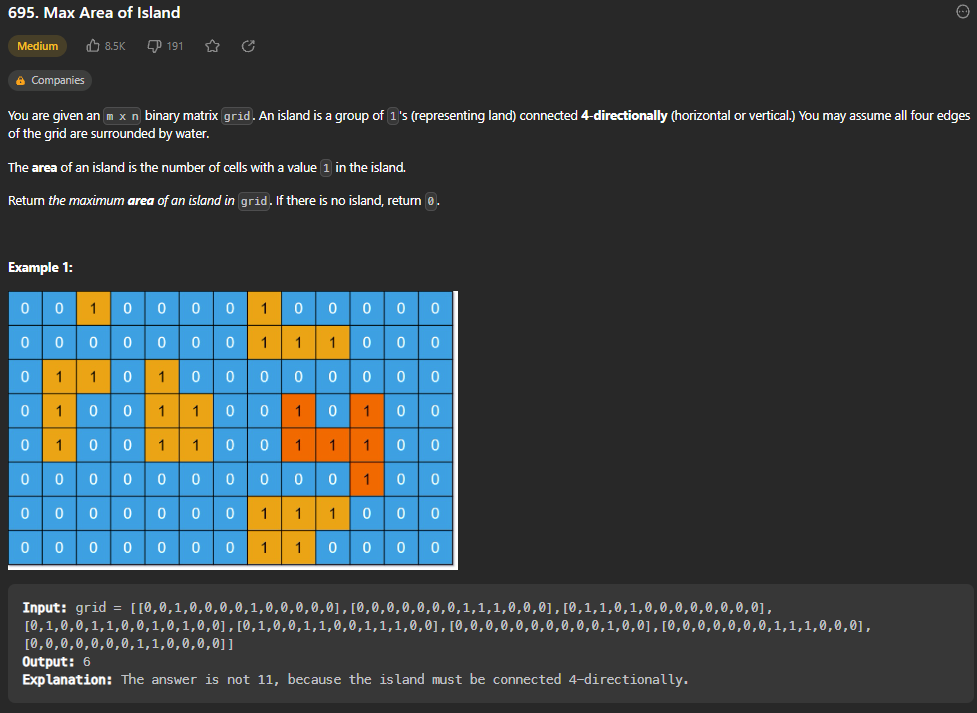 695. Max Area of Island
Medium 8.5K 191
Companies
You are given an m x n binary matrix grid. An island is a group of 1's (representing land) connected 4-directionally (horizontal or vertical.) You may assume all four edges
of the grid are surrounded by water.
The area of an island is the number of cells with a value 1 in the island.
Return the maximum area of an island in grid. If there is no island, return 0.
Example 1:
0 0 1 0 0 0 0 1 0 0 0 0 0
0 0 0 0 0 0 0 1 1 1 0 0 0
0 1 1 0 1 0 0 0 0 0 0 0 0
0 1 0 0 1 1 0 0 1 0 1 0 0
0 1 0 0 1 1 0 0 1 1 1 0 0
0 0 0 0 0 0 0 0 0 0 1 0 0
0 0 0 0 0 0 0 1 1 1 0 0 0
0 0 0 0 0 0 0 1 1 0 0 0 0
Input: grid = [[0,0,1,0,0,0,0,1,0,0,0,0,0],[0,0,0,0,0,0,0,1,1,1,0,0,0],[0,1,1,0,1,0,0,0,0,0,0,0,0],
[0,1,0,0,1,1,0,0,1,0,1,0,0],[0,1,0,0,1,1,0,0,1,1,1,0,0],[0,0,0,0,0,0,0,0,0,0,1,0,0],[0,0,0,0,0,0,0,1,1,1,0,0,0],
[0,0,0,0,0,0,0,1,1,0,0,0,0]]
Output: 6
Explanation: The answer is not 11, because the island must be connected 4-directionally.